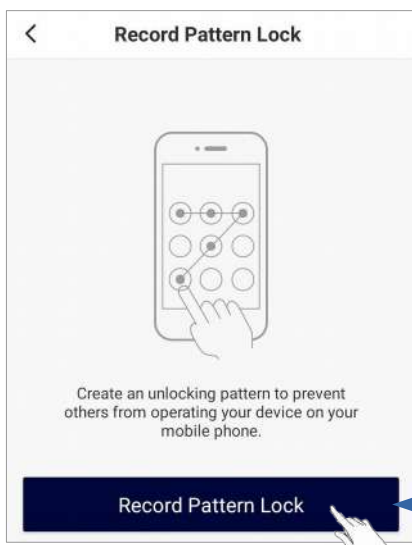 Record Pattern Lock
Create an unlocking pattern to prevent
others from operating your device on your
mobile phone.
Record Pattern Lock